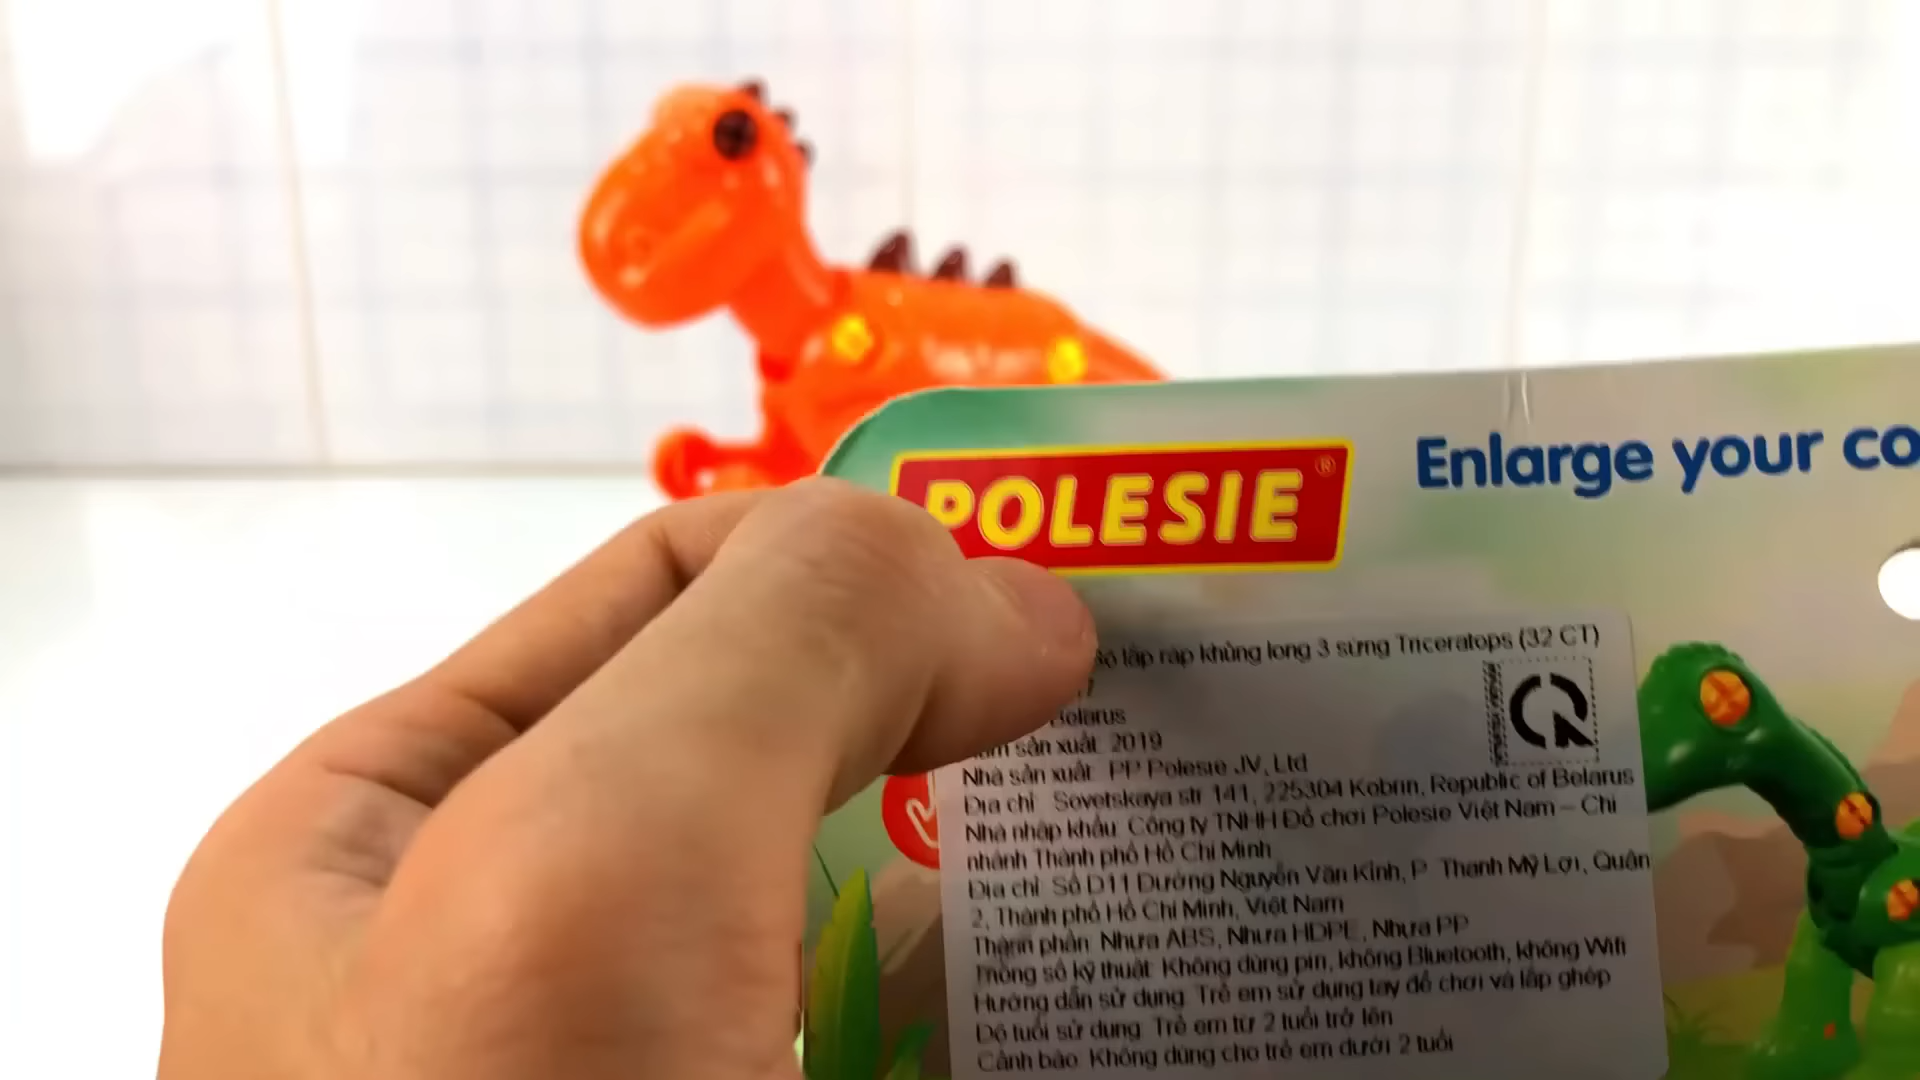 POLESIE®
Enlarge your co
lắp ráp khủng long 3 sừng Triceratops (32 CT)
Belarus
sản xuất: 2019
Nhà sản xuất: PP Polesie JV, Ltd
Địa chỉ: Sovetskaya str 141, 225304 Kobrin, Republic of Belarus
Nhà nhập khẩu: Công ty TNHH Đồ chơi Polesie Việt Nam – Chi
nhánh Thành phố Hồ Chí Minh
Địa chỉ: Số D11 Đường Nguyễn Văn Kỉnh, P. Thạnh Mỹ Lợi, Quận
2, Thành phố Hồ Chí Minh, Việt Nam
Thành phần: Nhựa ABS, Nhựa HDPE, Nhựa PP
Thông số kỹ thuật: Không dùng pin, không Bluetooth, không Wifi
Hướng dẫn sử dụng: Trẻ em sử dụng tay để chơi và lắp ghép
Độ tuổi sử dụng: Trẻ em từ 2 tuổi trở lên
Cảnh báo: Không dùng cho trẻ em dưới 2 tuổi